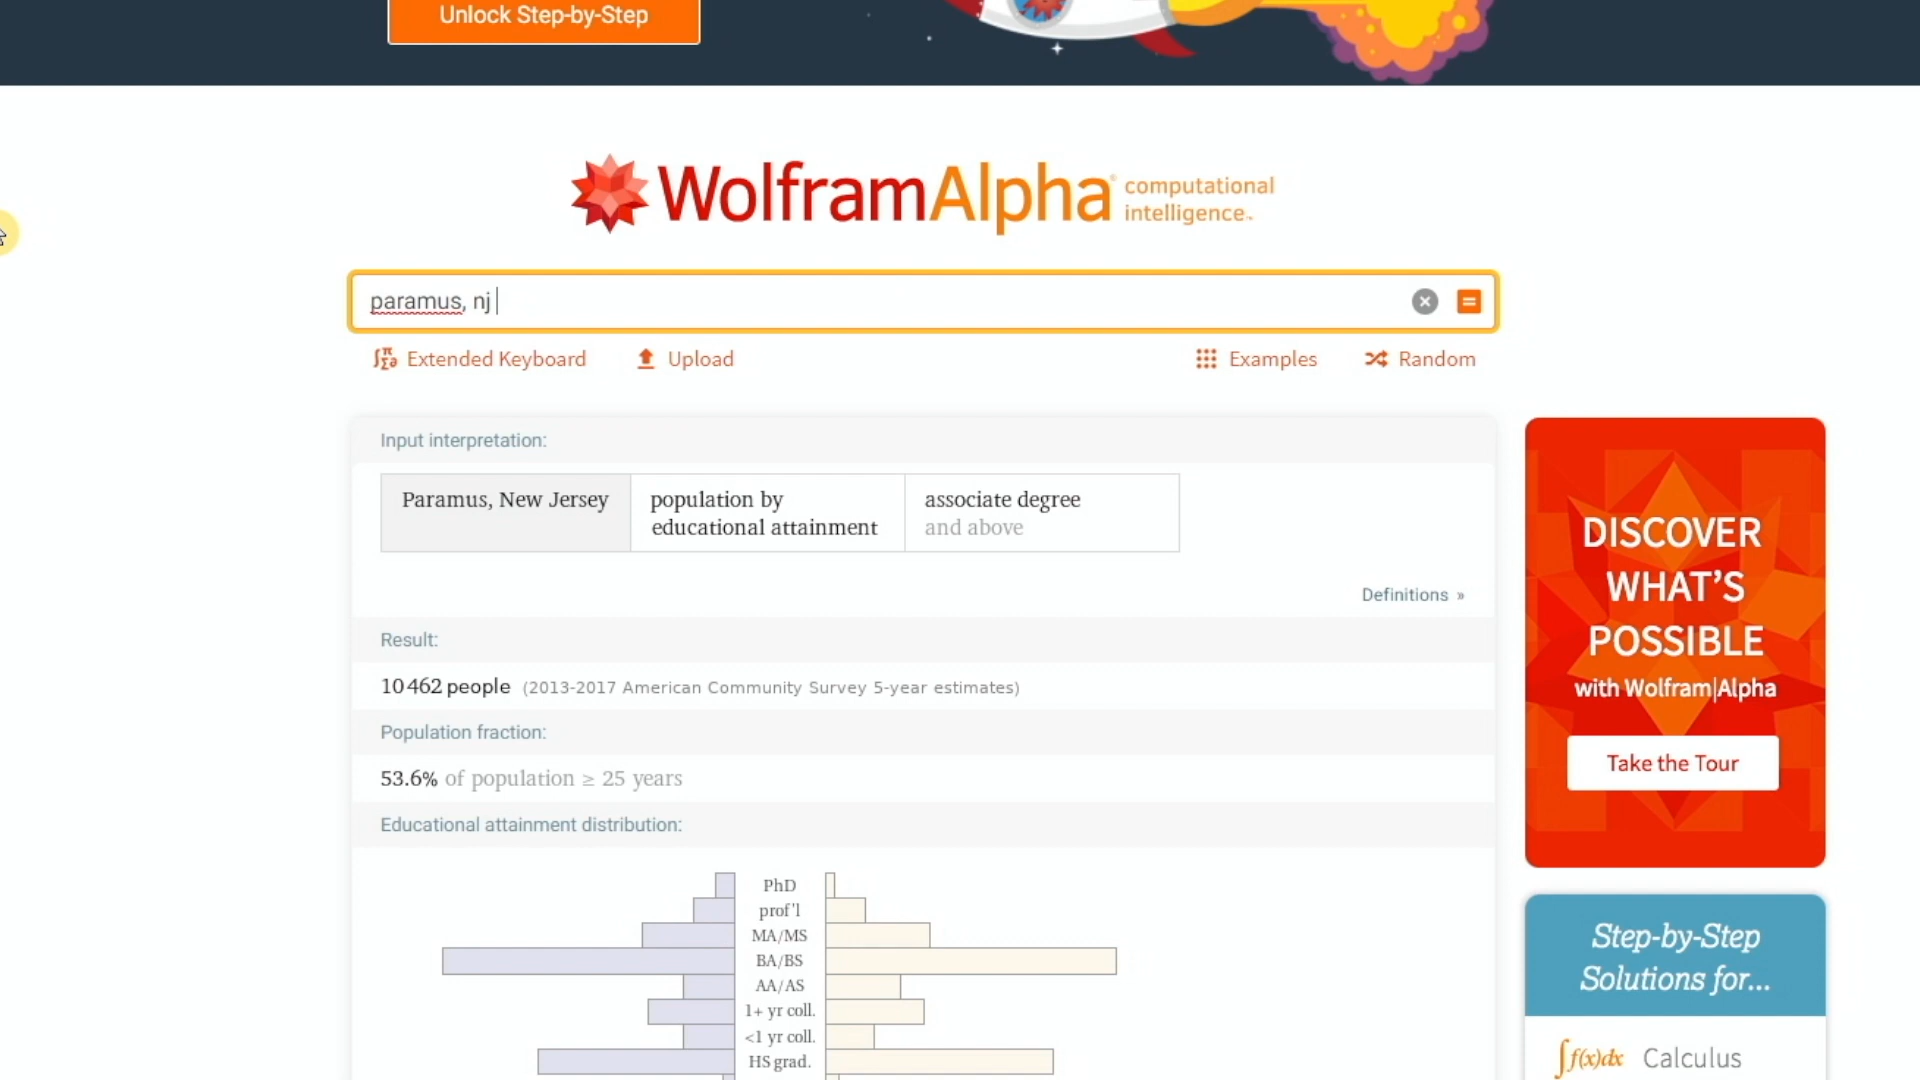 Unlock Step-by-Step
WolframAlpha computational
intelligence™
paramus, nj
Extended Keyboard
Upload
Examples
Random
Input interpretation:
Paramus, New Jersey
population by
educational attainment
associate degree
and above
Definitions »
Result:
10462 people (2013-2017 American Community Survey 5-year estimates)
Population fraction:
53.6% of population ≥ 25 years
Educational attainment distribution:
PhD
prof'l
MA/MS
BA/BS
AA/AS
1+ yr coll.
<1 yr coll.
HS grad.
DISCOVER
WHAT'S
POSSIBLE
with Wolfram|Alpha
Take the Tour
Step-by-Step
Solutions for...
∫f(x)dx Calculus